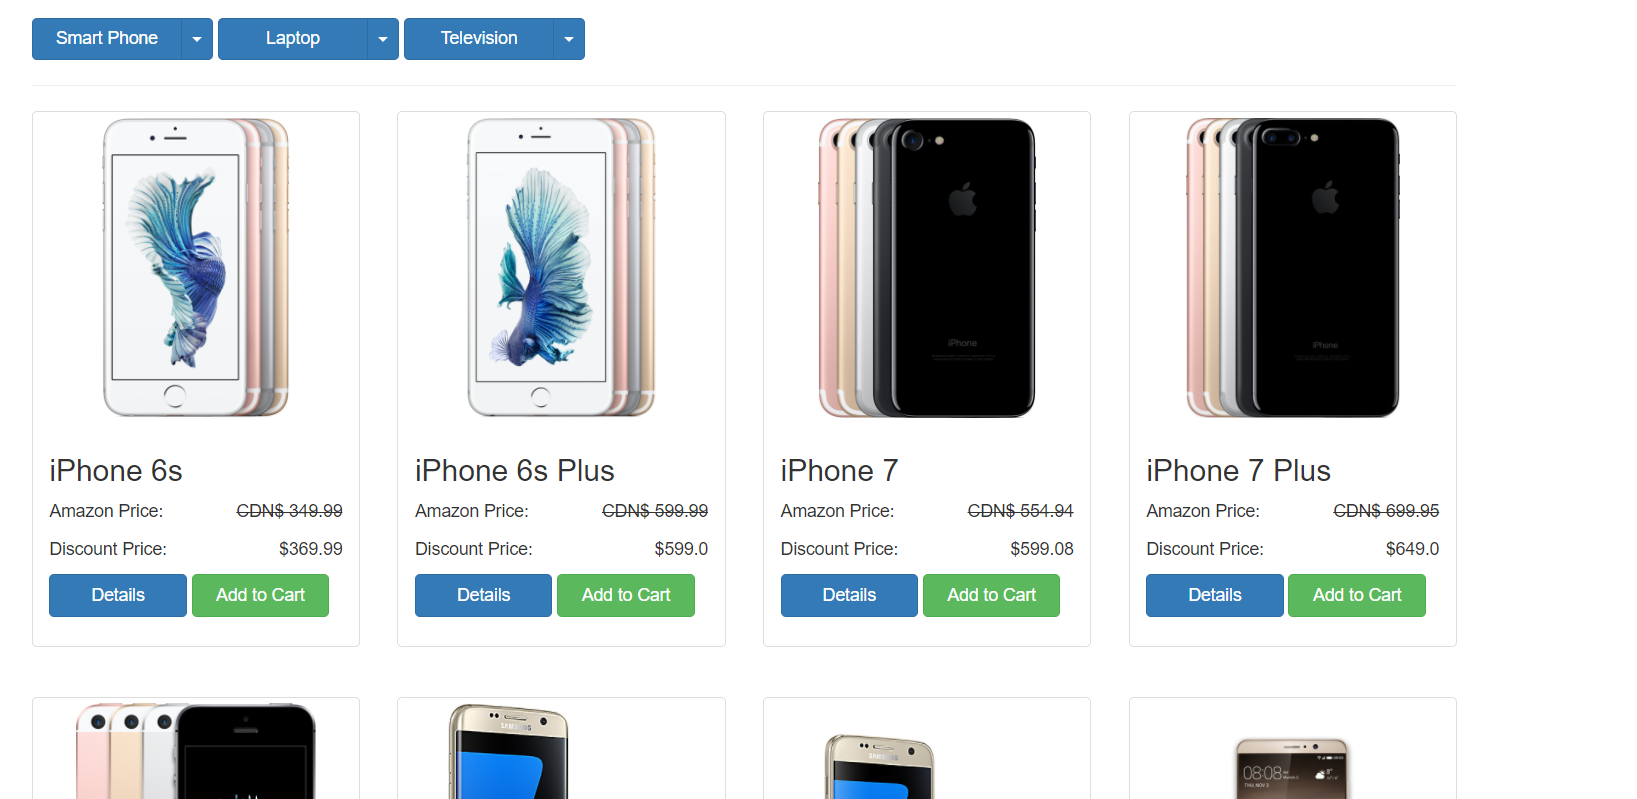 Smart Phone
Laptop
Television
iPhone
iPhone
iPhone 6s
Amazon Price: CDN$ 349.99
Discount Price: $369.99
Details Add to Cart
iPhone 6s Plus
Amazon Price: CDN$ 599.99
Discount Price: $599.0
Details Add to Cart
iPhone 7
Amazon Price: CDN$ 554.94
Discount Price: $599.08
Details Add to Cart
iPhone 7 Plus
Amazon Price: CDN$ 699.95
Discount Price: $649.0
Details Add to Cart
SAMSUNG
SAMSUNG
08:08